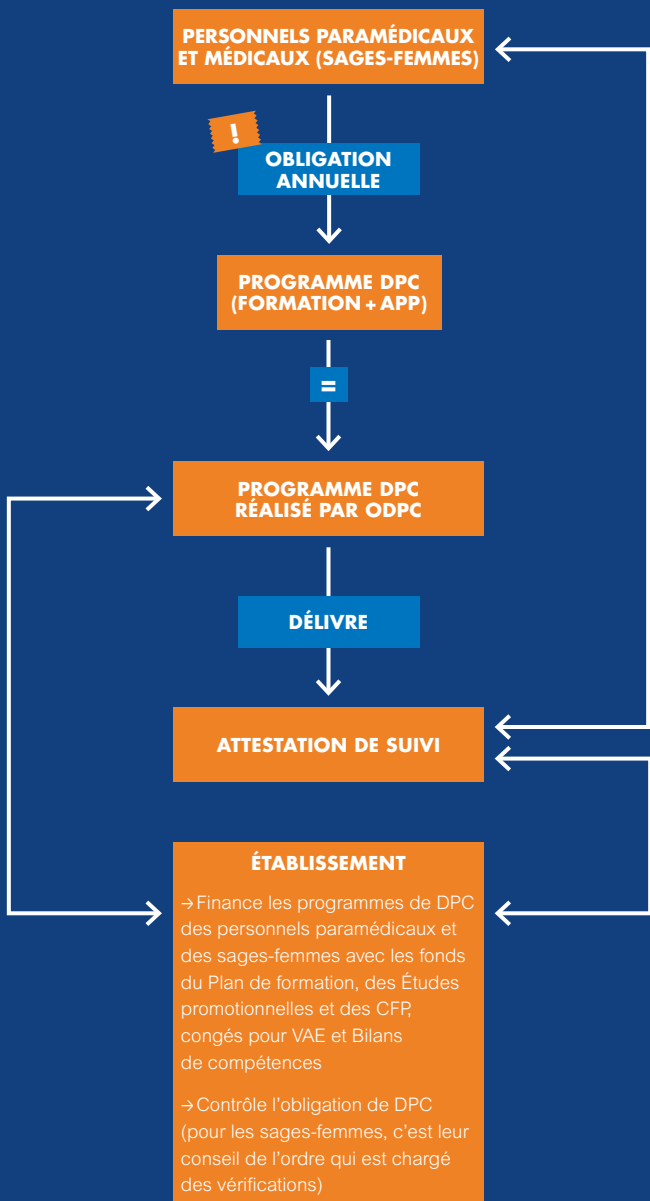 PERSONNELS PARAMÉDICAUX
ET MÉDICAUX (SAGES-FEMMES)
!
OBLIGATION
ANNUELLE
PROGRAMME DPC
(FORMATION + APP)
=
PROGRAMME DPC
RÉALISÉ PAR ODPC
DÉLIVRE
ATTESTATION DE SUIVI
ÉTABLISSEMENT
→ Finance les programmes de DPC
des personnels paramédicaux et
des sages-femmes avec les fonds
du Plan de formation, des Études
promotionnelles et des CFP,
congés pour VAE et Bilans
de compétences
→ Contrôle l'obligation de DPC
(pour les sages-femmes, c'est leur
conseil de l'ordre qui est chargé
des vérifications)